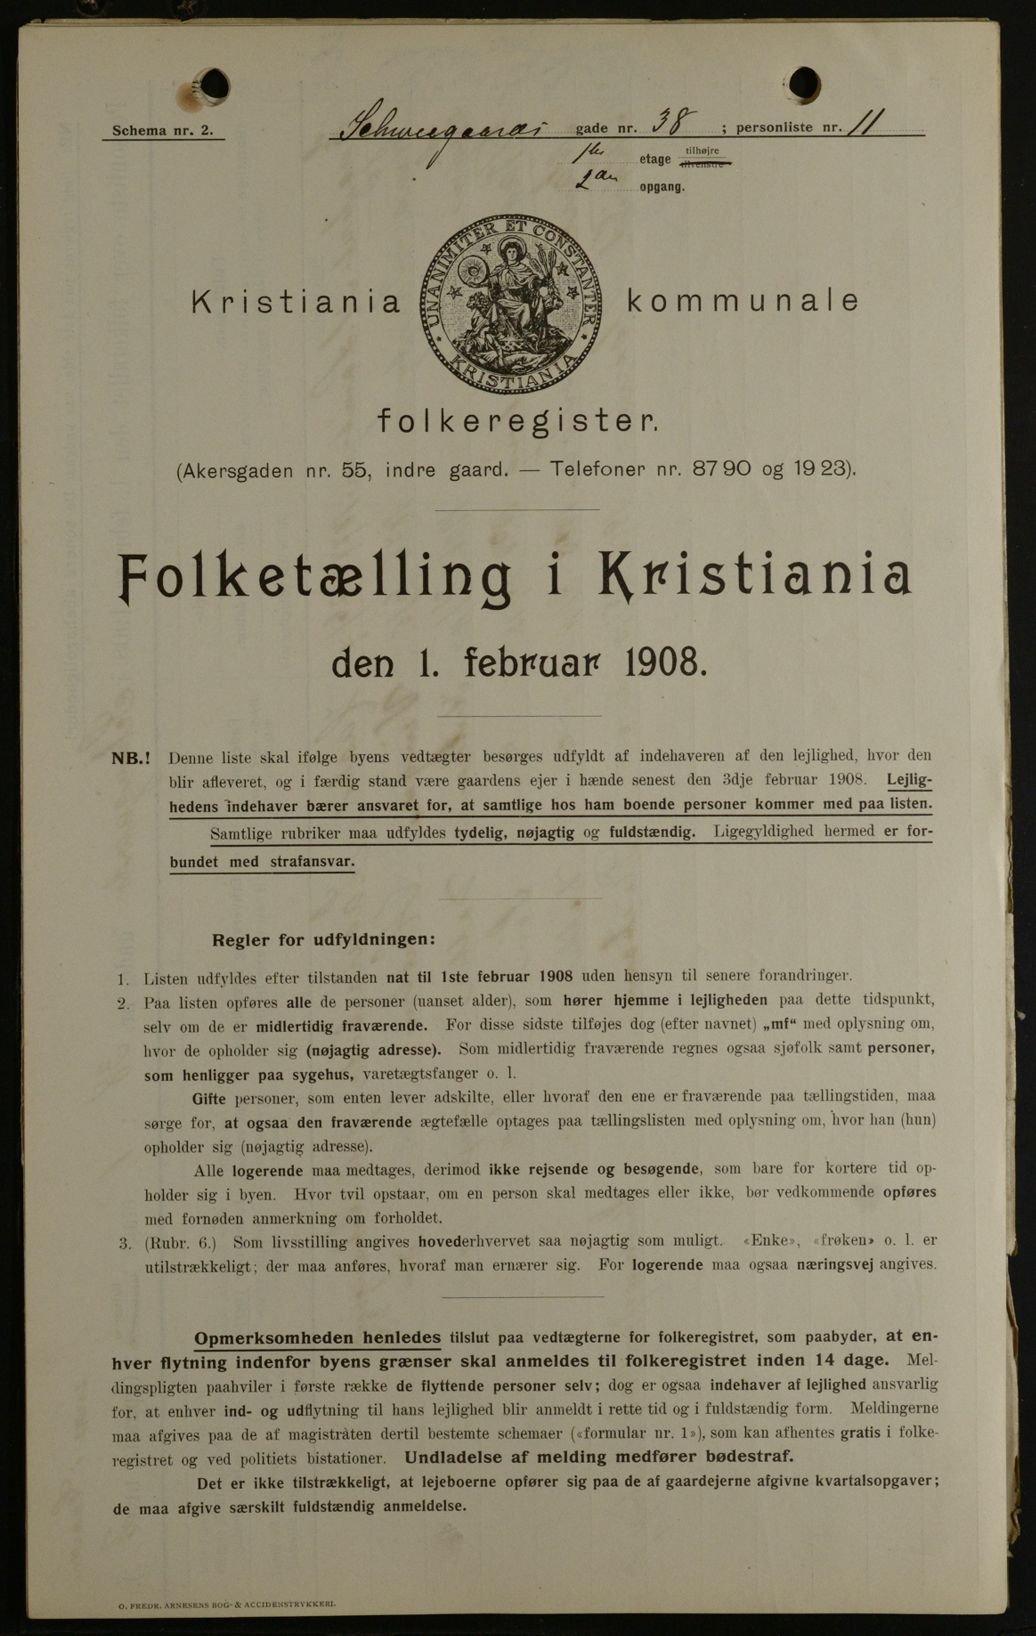 Schema nr. 2.
Schweegaards gade nr. 38 ; personliste nr. 11
1ste etage tilhøjre tilvenstre
2den opgang.
UNANIMITER ET CONSTANTER
KRISTIANIA
Kristiania kommunale
folkeregister.
(Akersgaden nr. 55, indre gaard. — Telefoner nr. 87 90 og 19 23).
Folketælling i Kristiania
den 1. februar 1908.
NB.! Denne liste skal ifølge byens vedtægter besørges udfyldt af indehaveren af den lejlighed, hvor den
blir afleveret, og i færdig stand være gaardens ejer i hænde senest den 3dje februar 1908. Lejlig-
hedens indehaver bærer ansvaret for, at samtlige hos ham boende personer kommer med paa listen.
Samtlige rubriker maa udfyldes tydelig, nøjagtig og fuldstændig. Ligegyldighed hermed er for-
bundet med strafansvar.
Regler for udfyldningen:
1. Listen udfyldes efter tilstanden nat til 1ste februar 1908 uden hensyn til senere forandringer.
2. Paa listen opføres alle de personer (uanset alder), som hører hjemme i lejligheden paa dette tidspunkt,
selv om de er midlertidig fraværende. For disse sidste tilføjes dog (efter navnet) „mf“ med oplysning om,
hvor de opholder sig (nøjagtig adresse). Som midlertidig fraværende regnes ogsaa sjøfolk samt personer,
som henligger paa sygehus, varetægtsfanger o. l.
Gifte personer, som enten lever adskilte, eller hvoraf den ene er fraværende paa tællingstiden, maa
sørge for, at ogsaa den fraværende ægtefælle optages paa tællingslisten med oplysning om, hvor han (hun)
opholder sig (nøjagtig adresse).
Alle logerende maa medtages, derimod ikke rejsende og besøgende, som bare for kortere tid op-
holder sig i byen. Hvor tvil opstaar, om en person skal medtages eller ikke, bør vedkommende opføres
med fornøden anmerkning om forholdet.
3. (Rubr. 6.) Som livsstilling angives hovederhvervet saa nøjagtig som muligt. «Enke», «frøken» o. l. er
utilstrækkeligt; der maa anføres, hvoraf man ernærer sig. For logerende maa ogsaa næringsvej angives.
Opmerksomheden henledes tilslut paa vedtægterne for folkeregistret, som paabyder, at en-
hver flytning indenfor byens grænser skal anmeldes til folkeregistret inden 14 dage. Mel-
dingspligten paahviler i første række de flyttende personer selv; dog er ogsaa indehaver af lejlighed ansvarlig
for, at enhver ind- og udflytning til hans lejlighed blir anmeldt i rette tid og i fuldstændig form. Meldingerne
maa afgives paa de af magistraten dertil bestemte schemaer («formular nr. 1»), som kan afhentes gratis i folke-
registret og ved politiets bistationer. Undladelse af melding medfører bødestraf.
Det er ikke tilstrækkeligt, at lejeboerne opfører sig paa de af gaardejerne afgivne kvartalsopgaver;
de maa afgive særskilt fuldstændig anmeldelse.
O. FREDR. ARNESENS BOG- & ACCIDENSTRYKKERI.